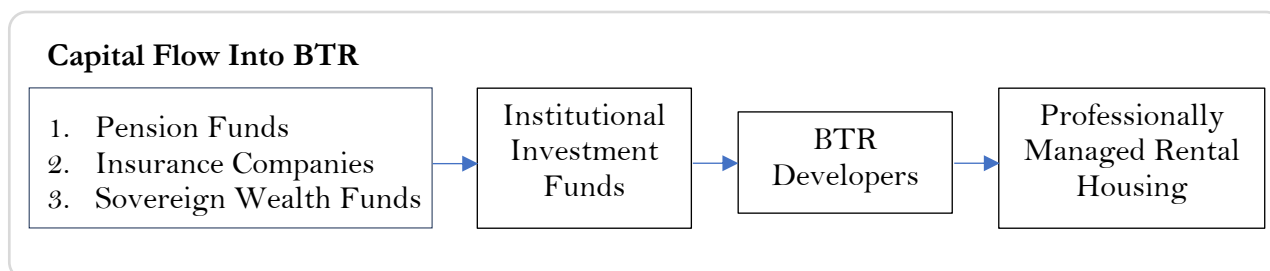 Capital Flow Into BTR
1. Pension Funds
2. Insurance Companies
3. Sovereign Wealth Funds
Institutional
Investment
Funds
BTR
Developers
Professionally
Managed Rental
Housing